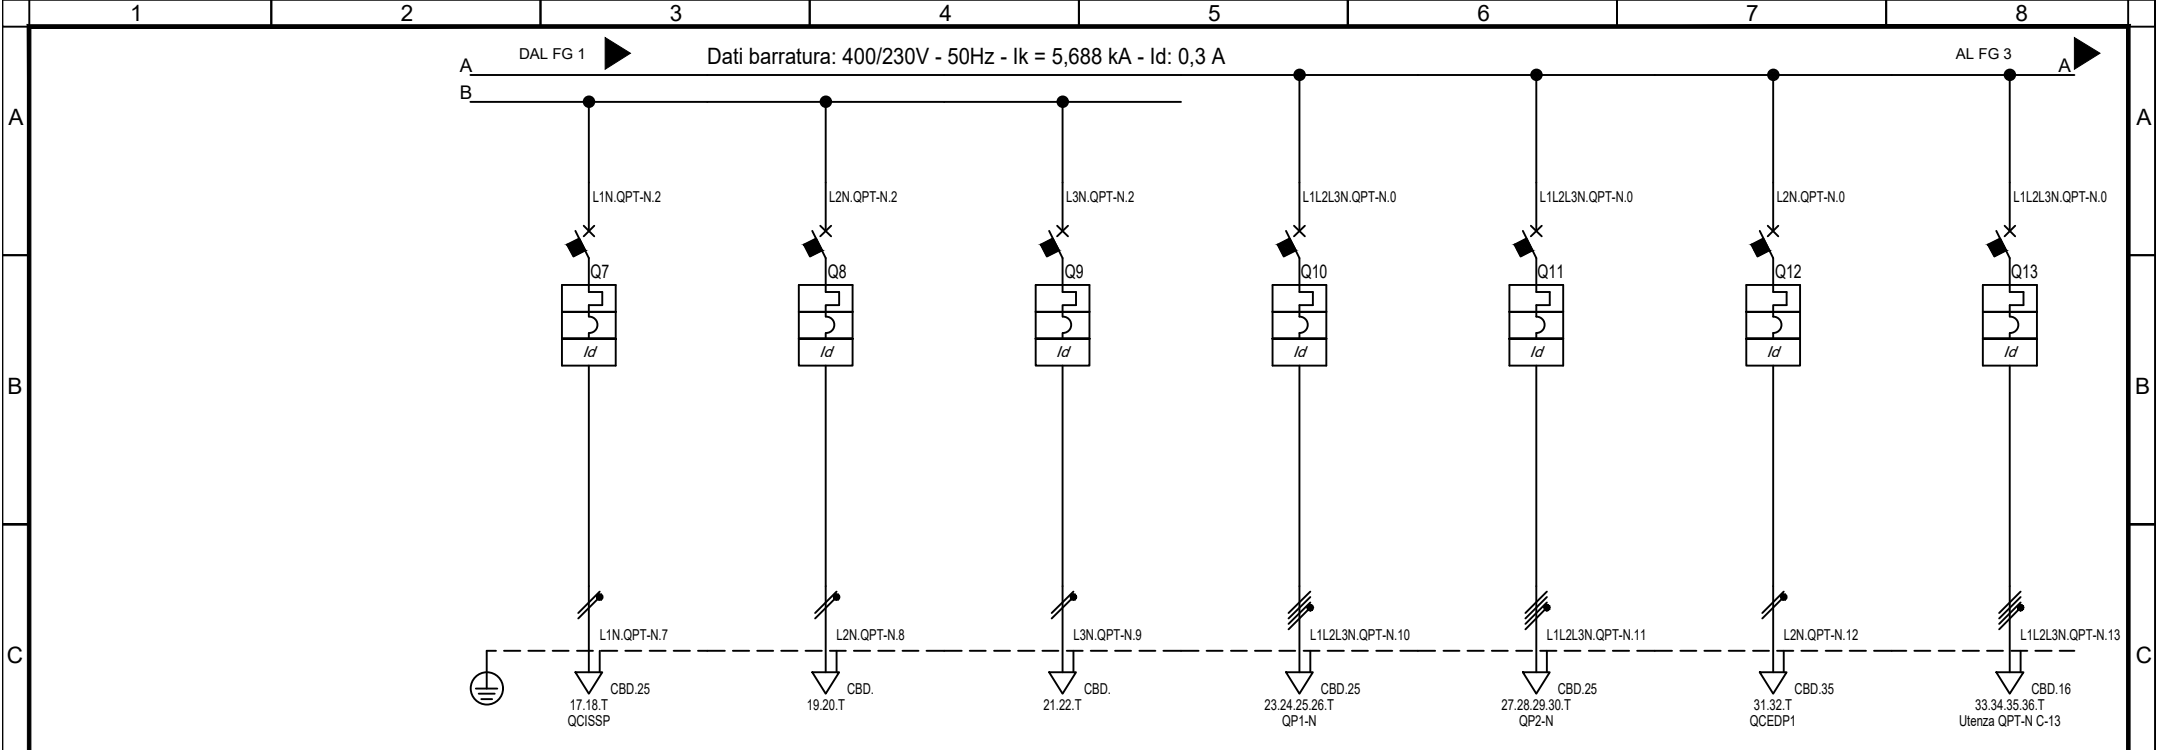 1 2 3 4 5 6 7 8
DAL FG 1 Dati barratura: 400/230V - 50Hz - Ik = 5,688 kA - Id: 0,3 A AL FG 3
A A
B
A A
L1N.QPT-N.2 L2N.QPT-N.2 L3N.QPT-N.2 L1L2L3N.QPT-N.0 L1L2L3N.QPT-N.0 L2N.QPT-N.0 L1L2L3N.QPT-N.0
Q7 Q8 Q9 Q10 Q11 Q12 Q13
Id Id Id Id Id Id Id
B B
L1N.QPT-N.7 L2N.QPT-N.8 L3N.QPT-N.9 L1L2L3N.QPT-N.10 L1L2L3N.QPT-N.11 L2N.QPT-N.12 L1L2L3N.QPT-N.13
C C
CBD.25 CBD. CBD. CBD.25 CBD.25 CBD.35 CBD.16
17.18.T 19.20.T 21.22.T 23.24.25.26.T 27.28.29.30.T 31.32.T 33.34.35.36.T
QCISSP QP1-N QP2-N QCEDP1 Utenza QPT-N C-13